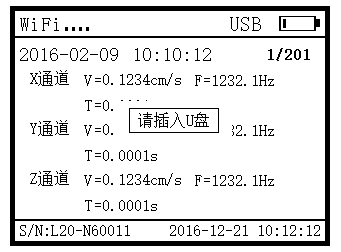 WiFi.... USB
2016-02-09 10:10:12 1/201
X通道 V=0.1234cm/s F=1232.1Hz
T=0.
Y通道 V=0. 32.1Hz
请插入U盘
T=0.0001s
Z通道 V=0.1234cm/s F=1232.1Hz
T=0.0001s
S/N:L20-N60011 2016-12-21 10:12:12